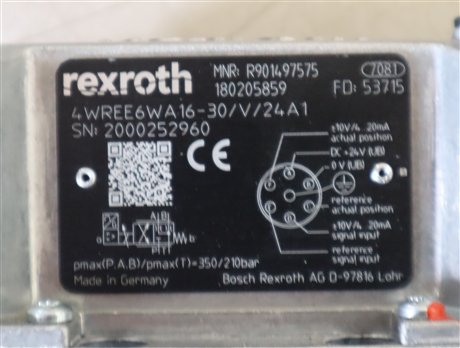 rexroth
MNR: R901497575
7081
180205859
FD: 53715
4WREE6WA16-30/V/24A1
SN: 2000252960
CE
±10V/4...20mA
actual position
DC +24V (UB)
0 V (UB)
reference
actual position
±10V/4...20mA
signal input
reference
signal input
A B
a
b
P T
pmax(P.A.B)/pmax(T)=350/210bar
Made in Germany
Bosch Rexroth AG D-97816 Lohr